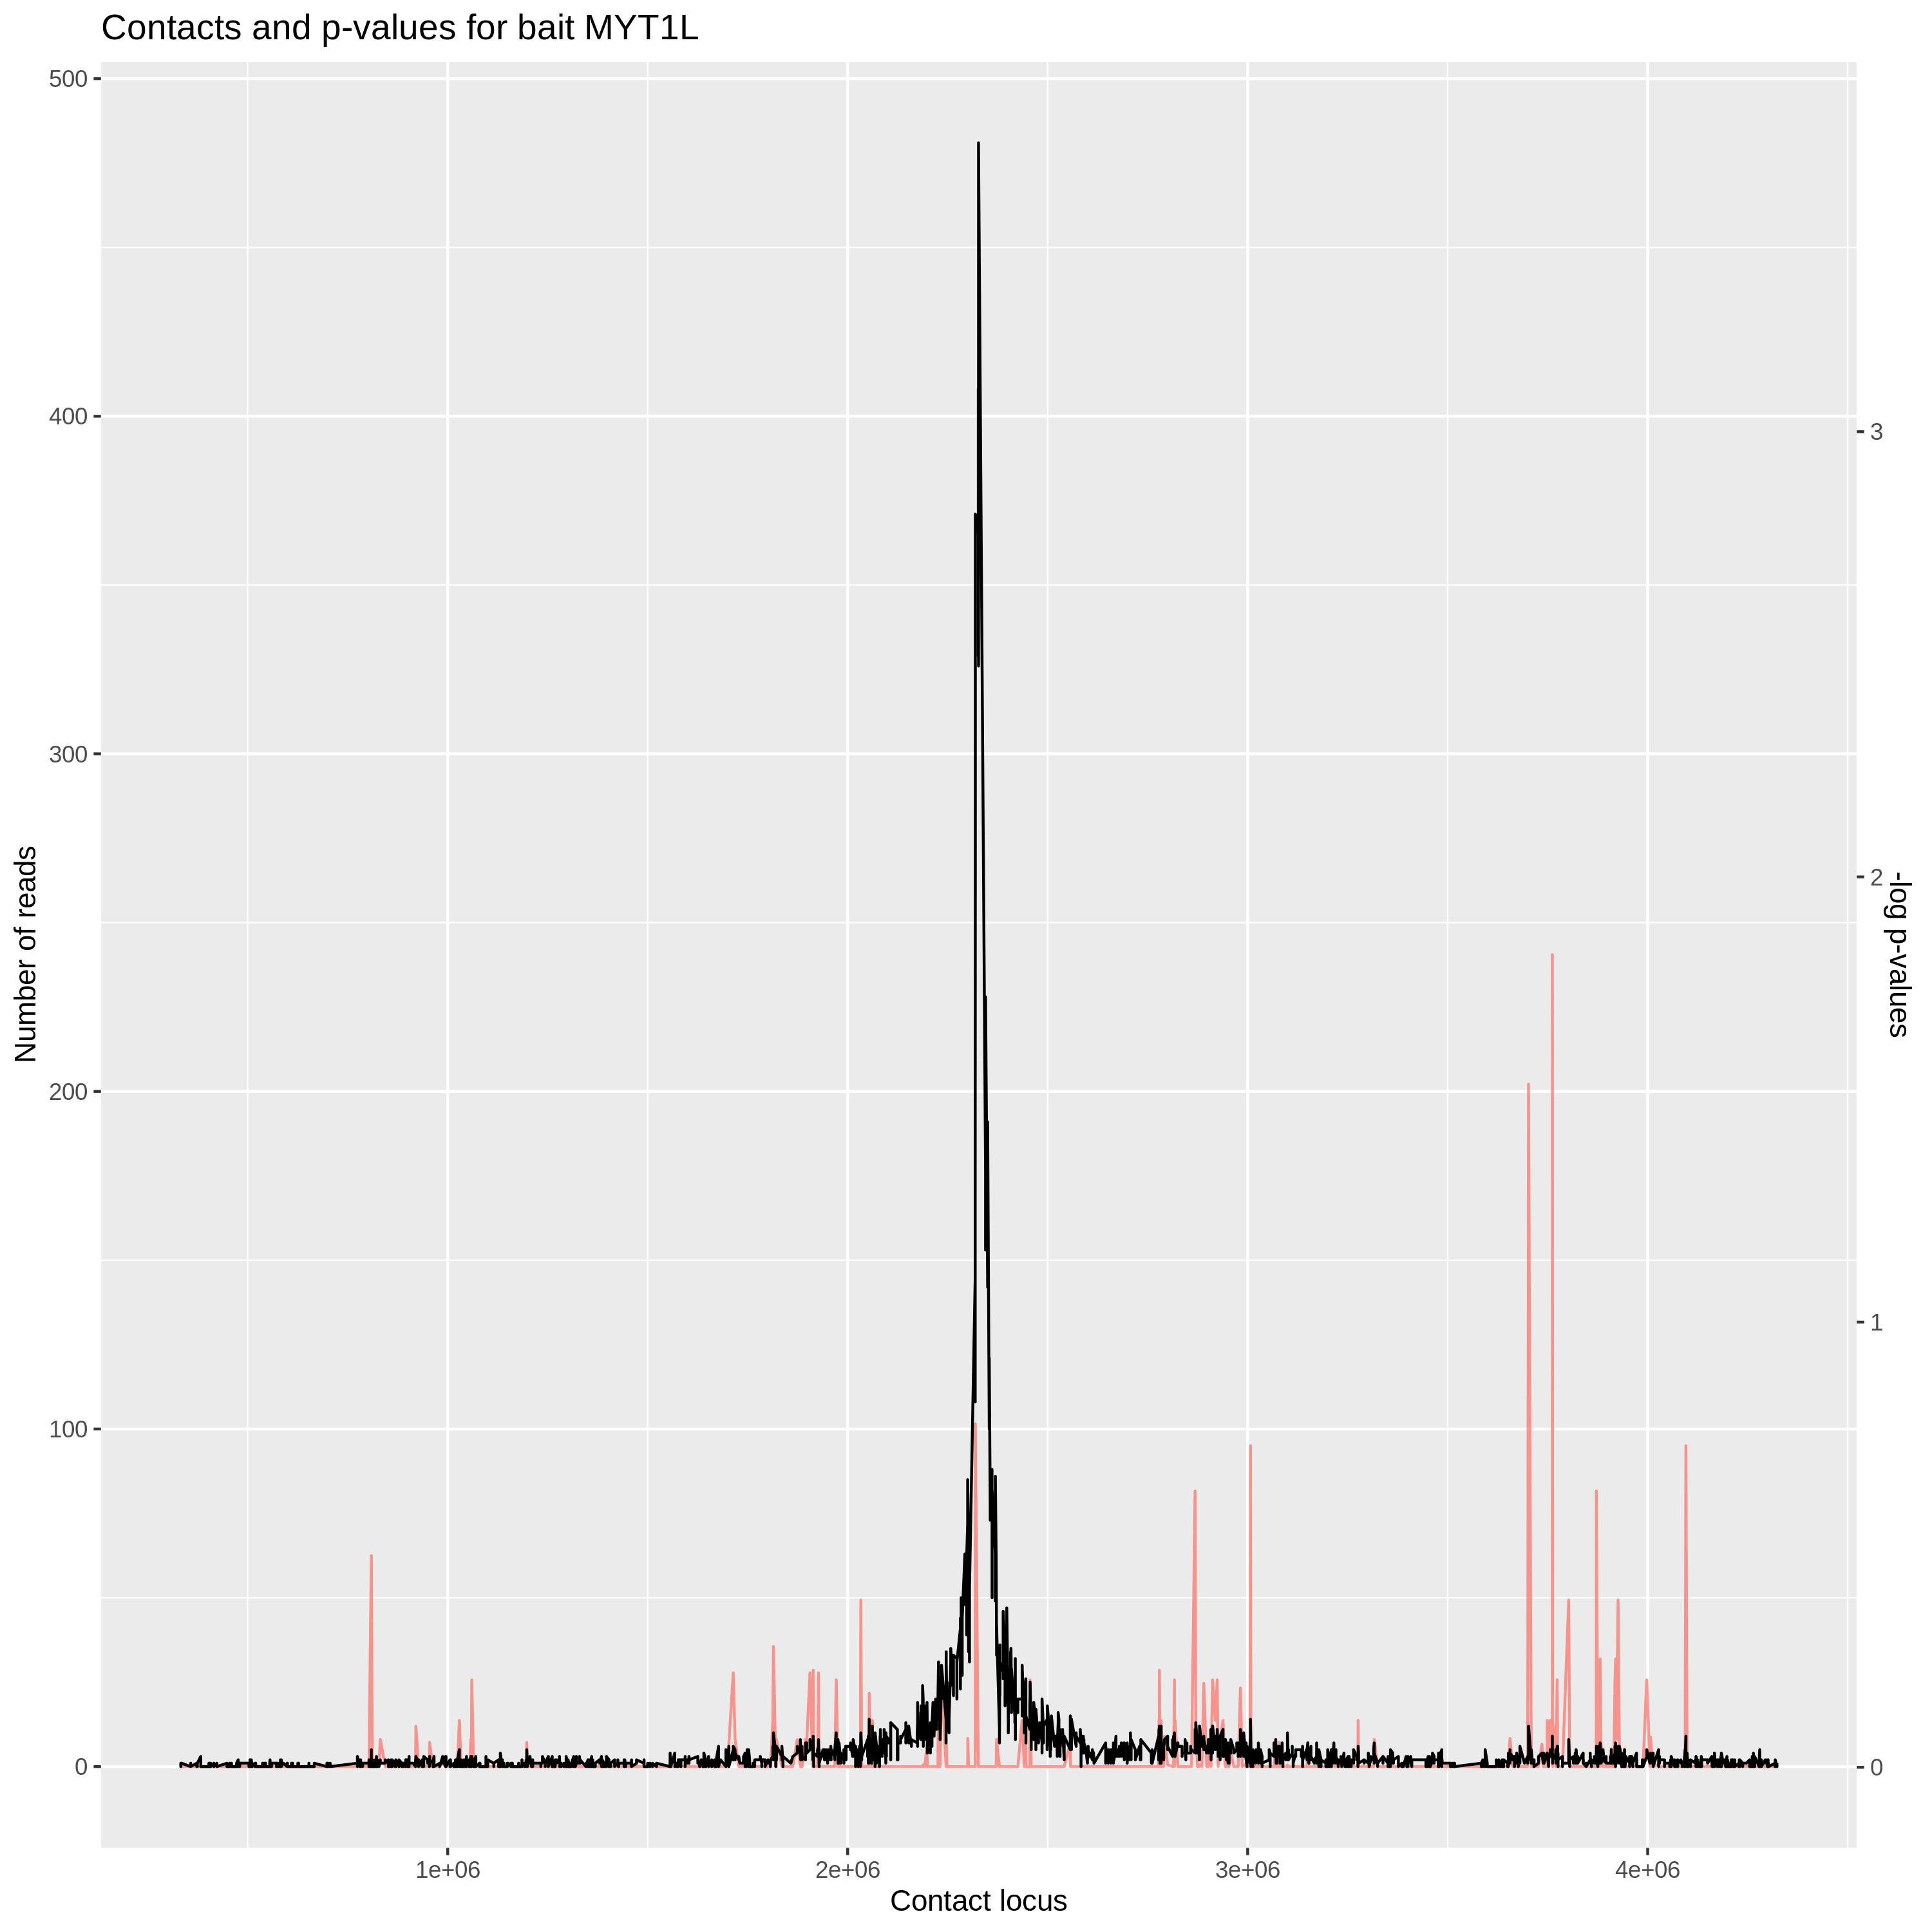 Contacts and p-values for bait MYT1L
500
400
300
200
100
0
Number of reads
3
2
1
0
-log p-values
1e+06
2e+06
3e+06
4e+06
Contact locus